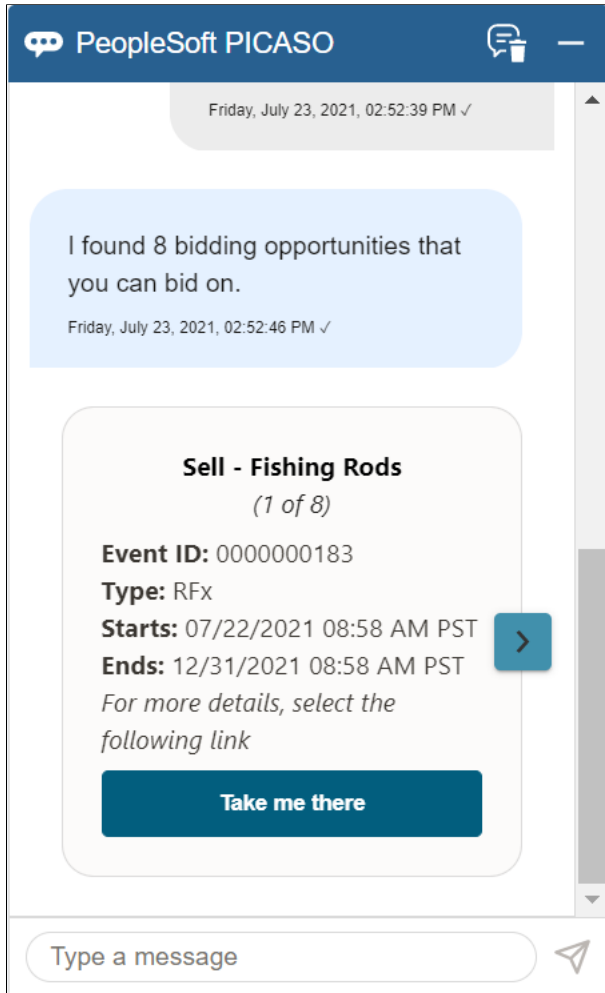 PeopleSoft PICASO
Friday, July 23, 2021, 02:52:39 PM ✓
I found 8 bidding opportunities that
you can bid on.
Friday, July 23, 2021, 02:52:46 PM ✓
Sell - Fishing Rods
(1 of 8)
Event ID: 0000000183
Type: RFx
Starts: 07/22/2021 08:58 AM PST
Ends: 12/31/2021 08:58 AM PST
For more details, select the
following link
Take me there
Type a message